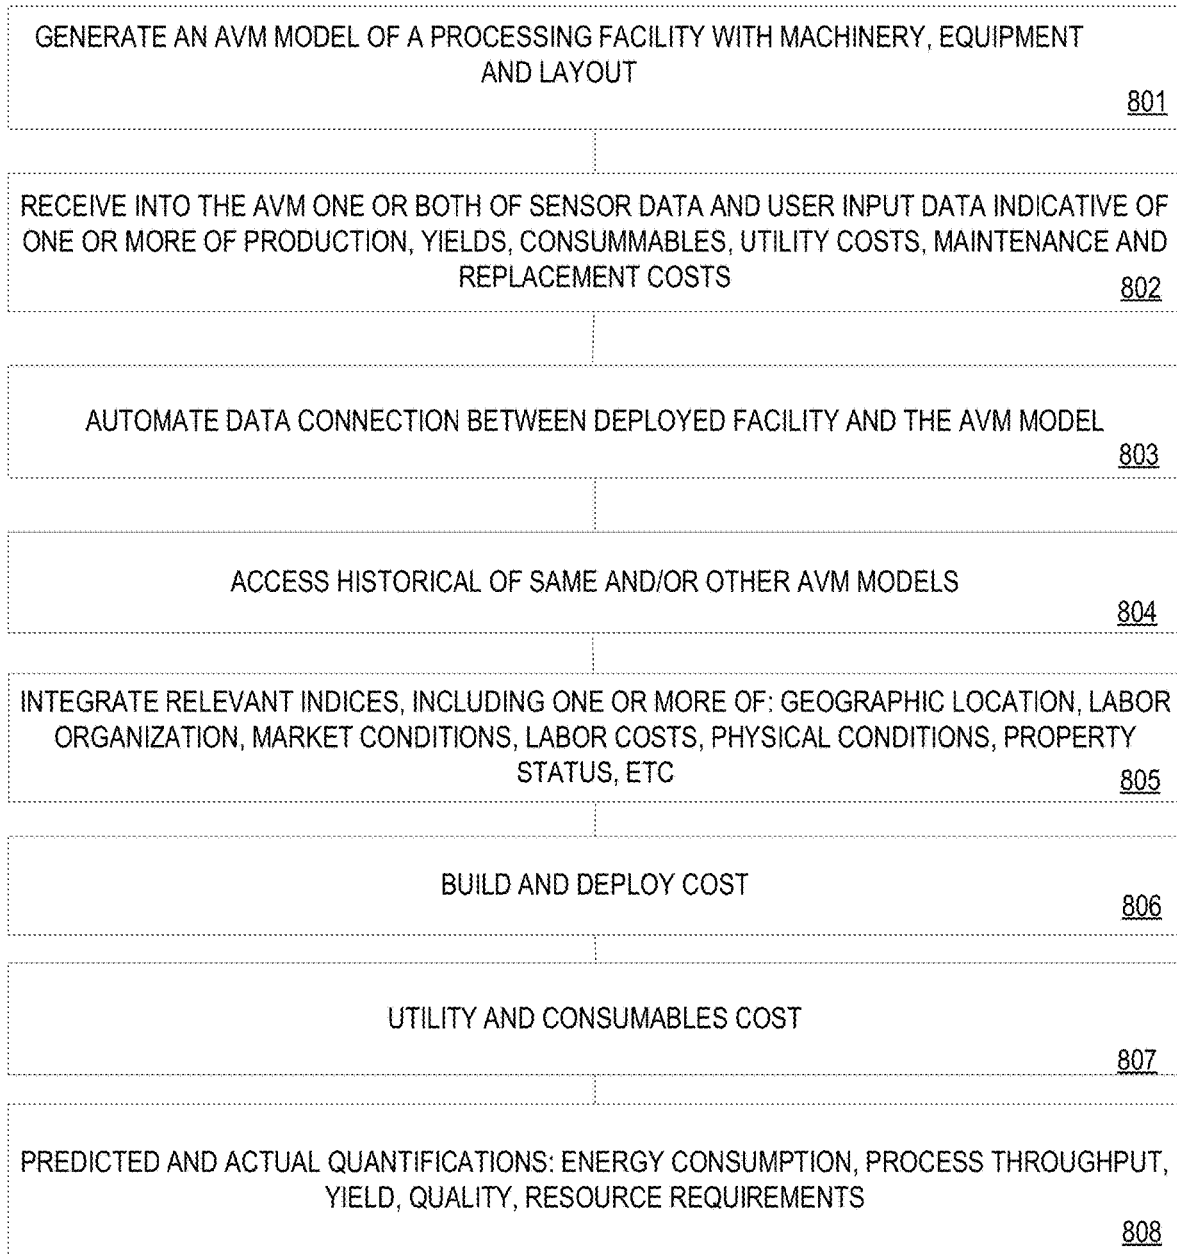 GENERATE AN AVM MODEL OF A PROCESSING FACILITY WITH MACHINERY, EQUIPMENT
AND LAYOUT
801
RECEIVE INTO THE AVM ONE OR BOTH OF SENSOR DATA AND USER INPUT DATA INDICATIVE OF
ONE OR MORE OF PRODUCTION, YIELDS, CONSUMMABLES, UTILITY COSTS, MAINTENANCE AND
REPLACEMENT COSTS
802
AUTOMATE DATA CONNECTION BETWEEN DEPLOYED FACILITY AND THE AVM MODEL
803
ACCESS HISTORICAL OF SAME AND/OR OTHER AVM MODELS
804
INTEGRATE RELEVANT INDICES, INCLUDING ONE OR MORE OF: GEOGRAPHIC LOCATION, LABOR
ORGANIZATION, MARKET CONDITIONS, LABOR COSTS, PHYSICAL CONDITIONS, PROPERTY
STATUS, ETC
805
BUILD AND DEPLOY COST
806
UTILITY AND CONSUMABLES COST
807
PREDICTED AND ACTUAL QUANTIFICATIONS: ENERGY CONSUMPTION, PROCESS THROUGHPUT,
YIELD, QUALITY, RESOURCE REQUIREMENTS
808